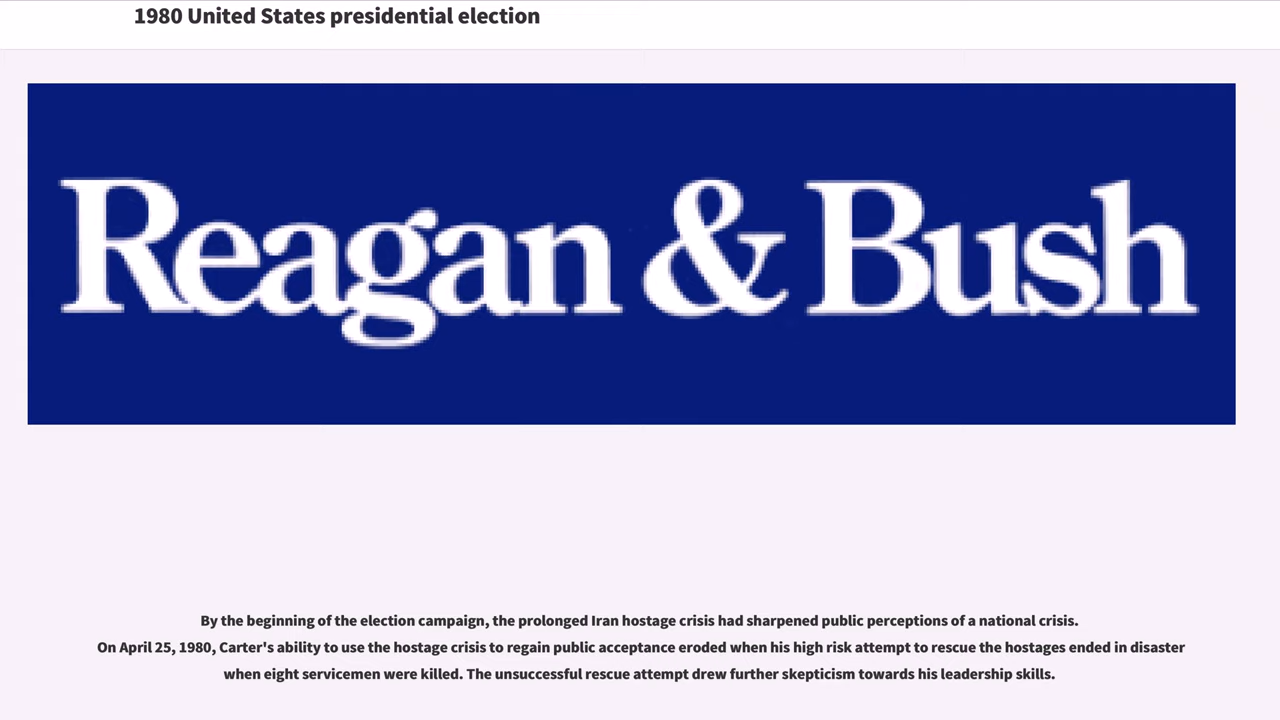 1980 United States presidential election
Reagan & Bush
By the beginning of the election campaign, the prolonged Iran hostage crisis had sharpened public perceptions of a national crisis.
On April 25, 1980, Carter's ability to use the hostage crisis to regain public acceptance eroded when his high risk attempt to rescue the hostages ended in disaster
when eight servicemen were killed. The unsuccessful rescue attempt drew further skepticism towards his leadership skills.